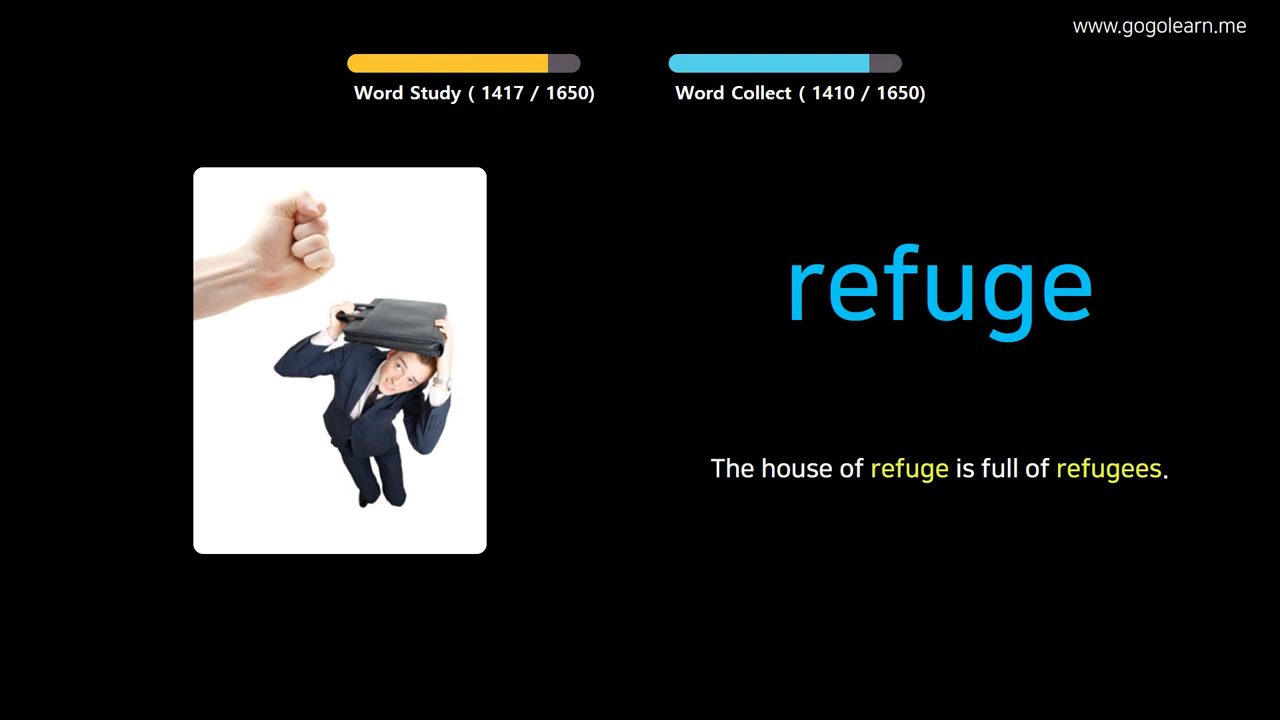 www.gogolearn.me
Word Study ( 1417 / 1650)
Word Collect ( 1410 / 1650)
refuge
The house of refuge is full of refugees.